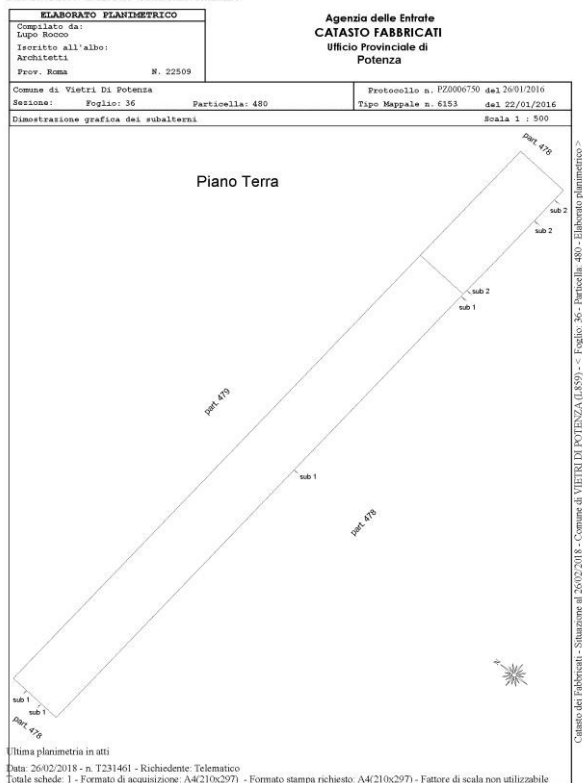 ELABORATO PLANIMETRICO
Compilato da:
Lupo Rocco
Iscritto all'albo:
Architetti
Prov. Roma N. 22509
Agenzia delle Entrate
CATASTO FABBRICATI
Ufficio Provinciale di
Potenza
Comune di Vietri Di Potenza
Protocollo n. PZ0006750 del 26/01/2016
Sezione: Foglio: 36 Particella: 480
Tipo Mappale n. 6153 del 22/01/2016
Dimostrazione grafica dei subalterni
Scala 1 : 500
Piano Terra
part. 478
sub 2
sub 2
sub 2
sub 1
part. 479
sub 1
part. 478
N
sub 1
sub 1
part. 478
Catasto dei Fabbricati - Situazione al 26/02/2018 - Comune di VIETRI DI POTENZA (L859) - < Foglio: 36 - Particella: 480 - Elaborato planimetrico >
Ultima planimetria in atti
Data: 26/02/2018 - n. T231461 - Richiedente: Telematico
Totale schede: 1 - Formato di acquisizione: A4(210x297) - Formato stampa richiesto: A4(210x297) - Fattore di scala non utilizzabile